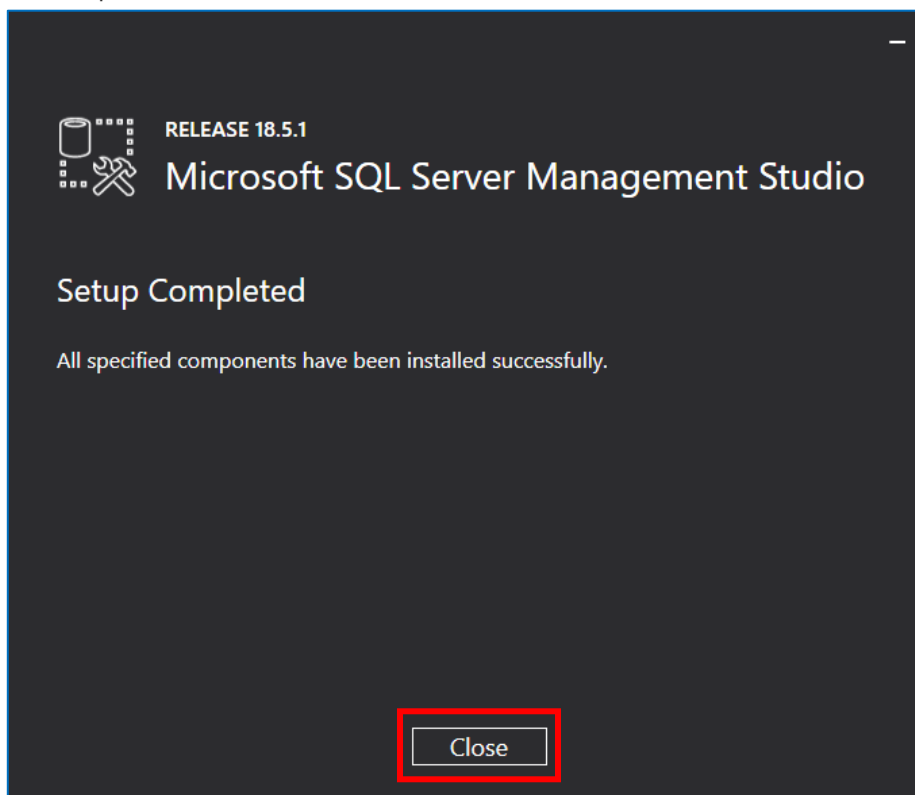 RELEASE 18.5.1
Microsoft SQL Server Management Studio
Setup Completed
All specified components have been installed successfully.
Close